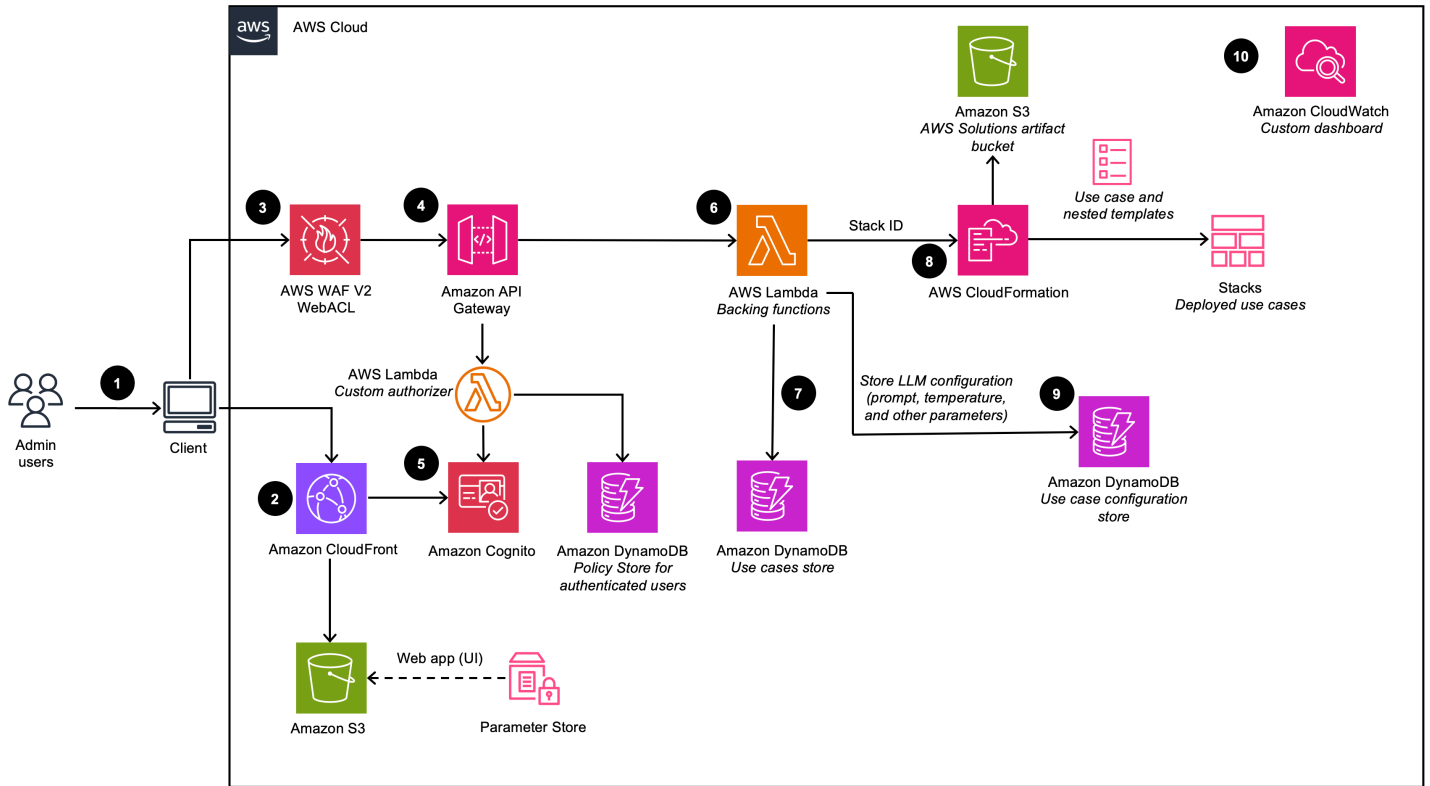 aws
AWS Cloud
10
Amazon S3
AWS Solutions artifact
bucket
Amazon CloudWatch
Custom dashboard
Use case and
nested templates
3
4
6
Stack ID
8
AWS WAF V2
WebACL
Amazon API
Gateway
AWS Lambda
Backing functions
AWS CloudFormation
Stacks
Deployed use cases
1
Admin
users
Client
AWS Lambda
Custom authorizer
7
Store LLM configuration
(prompt, temperature,
and other parameters)
9
2
5
Amazon CloudFront
Amazon Cognito
Amazon DynamoDB
Policy Store for
authenticated users
Amazon DynamoDB
Use cases store
Amazon DynamoDB
Use case configuration
store
Web app (UI)
Amazon S3
Parameter Store